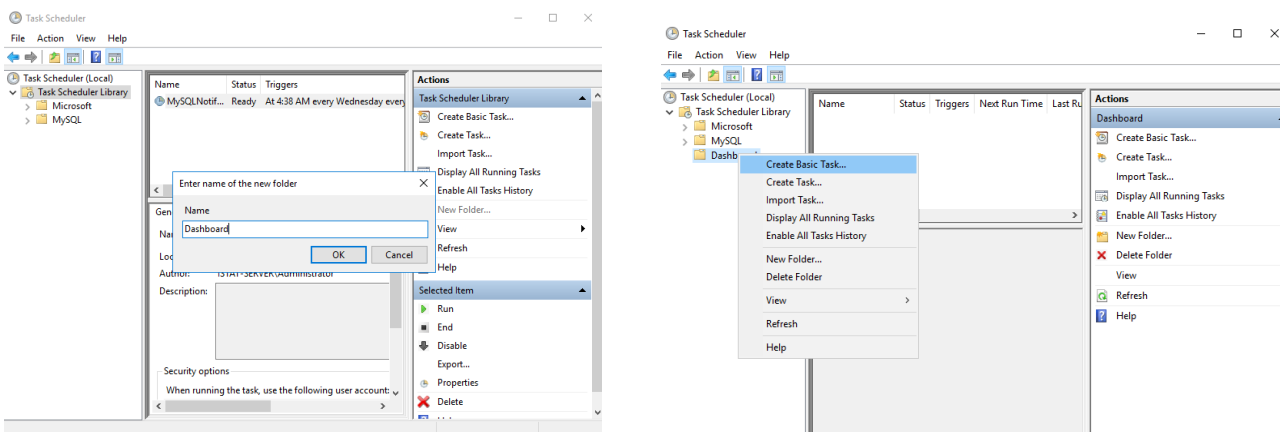 Task Scheduler
File Action View Help
Task Scheduler (Local)
Task Scheduler Library
Microsoft
MySQL
Name Status Triggers
MySQLNotif... Ready At 4:38 AM every Wednesday every
Enter name of the new folder
Name
Dashboard
OK Cancel
Gen
Author: ISTAT-SERVER\Administrator
Description:
Security options
When running the task, use the following user account:
Actions
Task Scheduler Library
Create Basic Task...
Create Task...
Import Task...
Display All Running Tasks
Enable All Tasks History
New Folder...
View
Refresh
Help
Selected Item
Run
End
Disable
Export...
Properties
Delete
Task Scheduler
File Action View Help
Task Scheduler (Local)
Task Scheduler Library
Microsoft
MySQL
Dashb
Name Status Triggers Next Run Time Last Ru
Create Basic Task...
Create Task...
Import Task...
Display All Running Tasks
Enable All Tasks History
New Folder...
Delete Folder
View
Refresh
Help
Actions
Dashboard
Create Basic Task...
Create Task...
Import Task...
Display All Running Tasks
Enable All Tasks History
New Folder...
Delete Folder
View
Refresh
Help